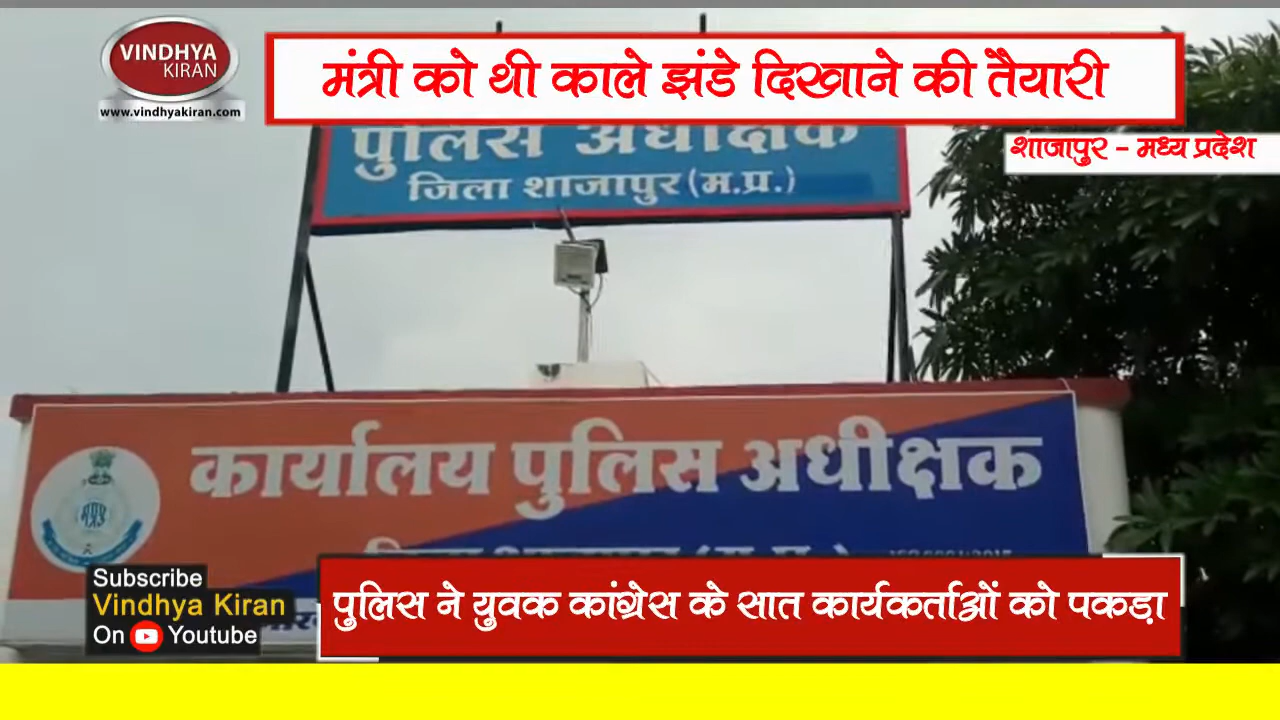 VINDHYA
KIRAN
www.vindhyakiran.com
मंत्री को थी काले झंडे दिखाने की तैयारी
शाजापुर - मध्य प्रदेश
पुलिस अधीक्षक
जिला शाजापुर (म.प्र.)
कार्यालय पुलिस अधीक्षक
जिला शाजापुर (म.प्र.)
Subscribe
Vindhya Kiran
On Youtube
पुलिस ने युवक कांग्रेस के सात कार्यकर्ताओं को पकड़ा